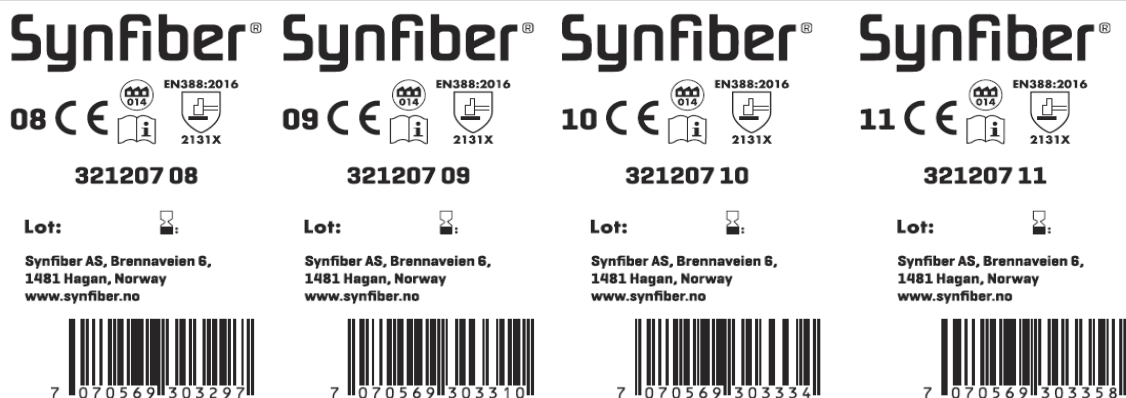 Synfiber®
08 CE 014 EN388:2016
i 2131X
321207 08
Lot: :
Synfiber AS, Brennaveien 6,
1481 Hagan, Norway
www.synfiber.no
7 070569 303297
Synfiber®
09 CE 014 EN388:2016
i 2131X
321207 09
Lot: :
Synfiber AS, Brennaveien 6,
1481 Hagan, Norway
www.synfiber.no
7 070569 303310
Synfiber®
10 CE 014 EN388:2016
i 2131X
321207 10
Lot: :
Synfiber AS, Brennaveien 6,
1481 Hagan, Norway
www.synfiber.no
7 070569 303334
Synfiber®
11 CE 014 EN388:2016
i 2131X
321207 11
Lot: :
Synfiber AS, Brennaveien 6,
1481 Hagan, Norway
www.synfiber.no
7 070569 303358